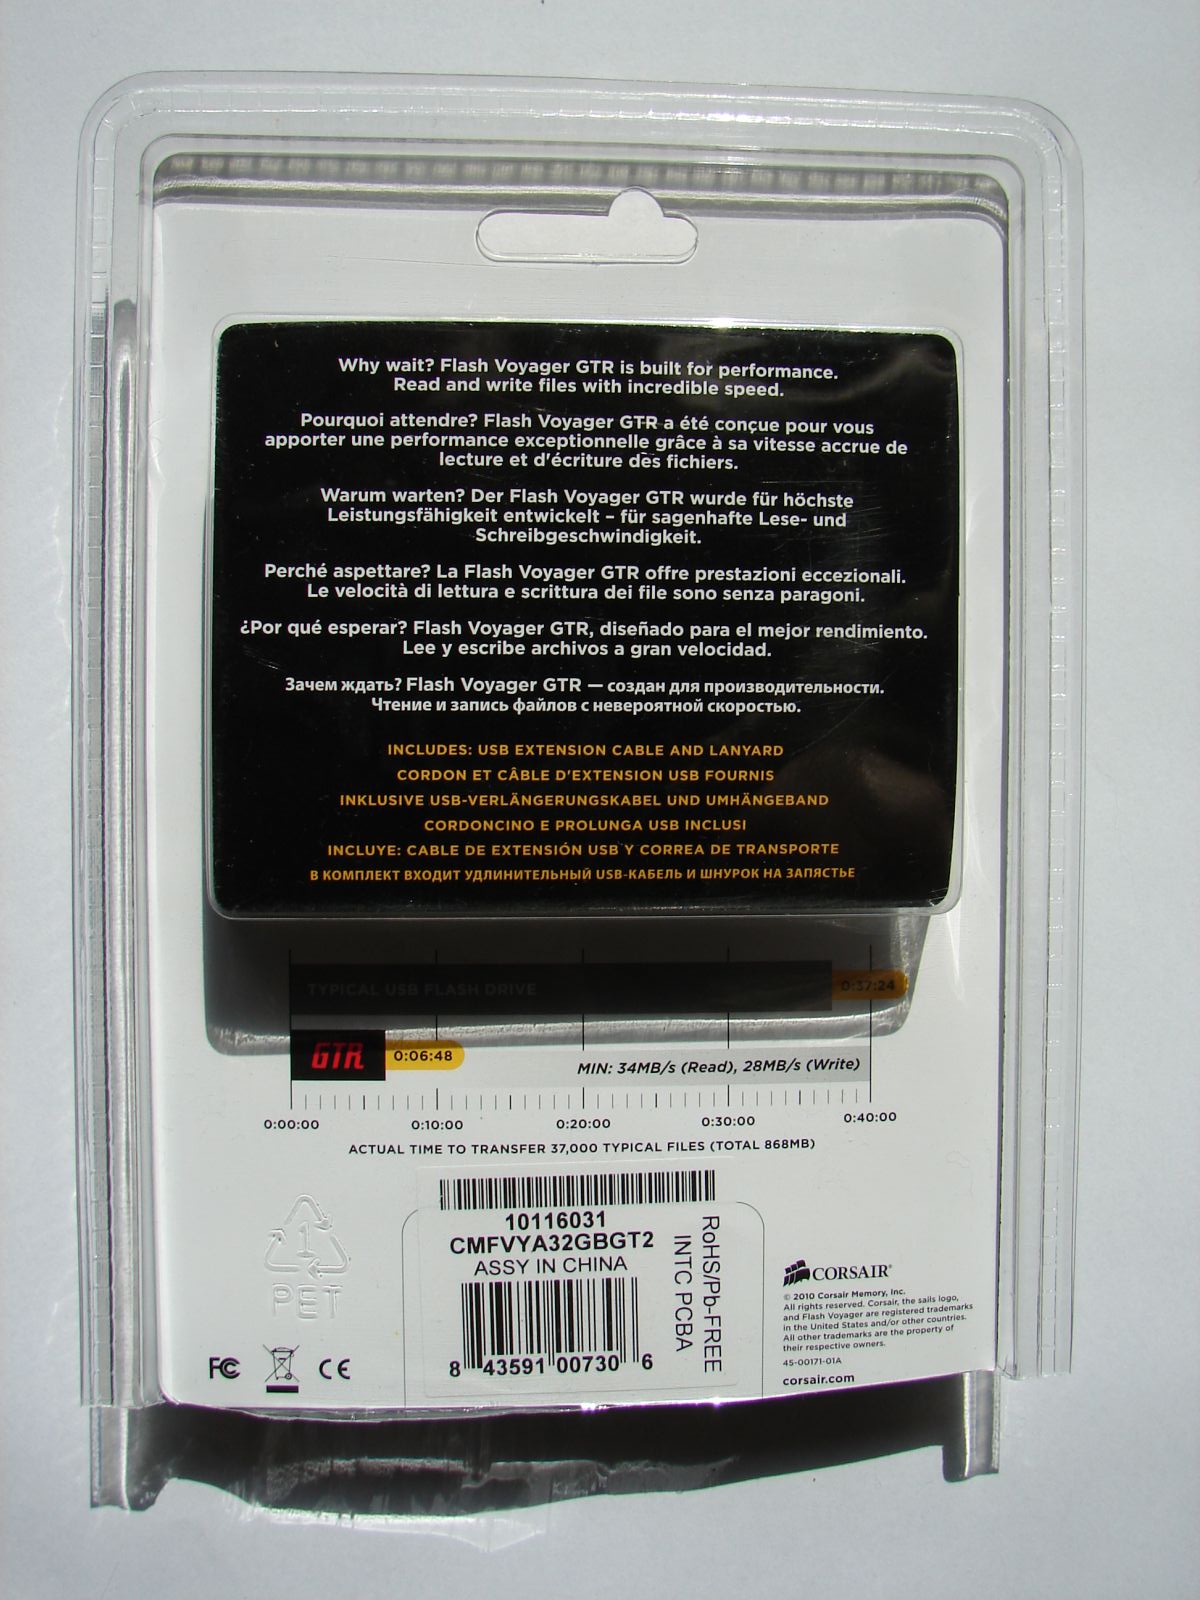 Why wait? Flash Voyager GTR is built for performance.
Read and write files with incredible speed.
Pourquoi attendre? Flash Voyager GTR a été conçue pour vous
apporter une performance exceptionnelle grâce à sa vitesse accrue de
lecture et d'écriture des fichiers.
Warum warten? Der Flash Voyager GTR wurde für höchste
Leistungsfähigkeit entwickelt – für sagenhafte Lese- und
Schreibgeschwindigkeit.
Perché aspettare? La Flash Voyager GTR offre prestazioni eccezionali.
Le velocità di lettura e scrittura dei file sono senza paragoni.
¿Por qué esperar? Flash Voyager GTR, diseñado para el mejor rendimiento.
Lee y escribe archivos a gran velocidad.
Зачем ждать? Flash Voyager GTR — создан для производительности.
Чтение и запись файлов с невероятной скоростью.
INCLUDES: USB EXTENSION CABLE AND LANYARD
CORDON ET CÂBLE D'EXTENSION USB FOURNIS
INKLUSIVE USB-VERLÄNGERUNGSKABEL UND UMHÄNGEBAND
CORDONCINO E PROLUNGA USB INCLUSI
INCLUYE: CABLE DE EXTENSIÓN USB Y CORREA DE TRANSPORTE
В КОМПЛЕКТ ВХОДИТ УДЛИНИТЕЛЬНЫЙ USB-КАБЕЛЬ И ШНУРОК НА ЗАПЯСТЬЕ
TYPICAL USB FLASH DRIVE 0:37:24
GTR 0:06:48
MIN: 34MB/s (Read), 28MB/s (Write)
0:00:00 0:10:00 0:20:00 0:30:00 0:40:00
ACTUAL TIME TO TRANSFER 37,000 TYPICAL FILES (TOTAL 868MB)
10116031
CMFVYA32GBGT2
ASSY IN CHINA
8 43591 00730 6
RoHS/Pb-FREE
INTC PCBA
1
PET
FC CE
CORSAIR®
© 2010 Corsair Memory, Inc.
All rights reserved. Corsair, the sails logo,
and Flash Voyager are registered trademarks
in the United States and/or other countries.
All other trademarks are the property of
their respective owners.
45-00171-01A
corsair.com